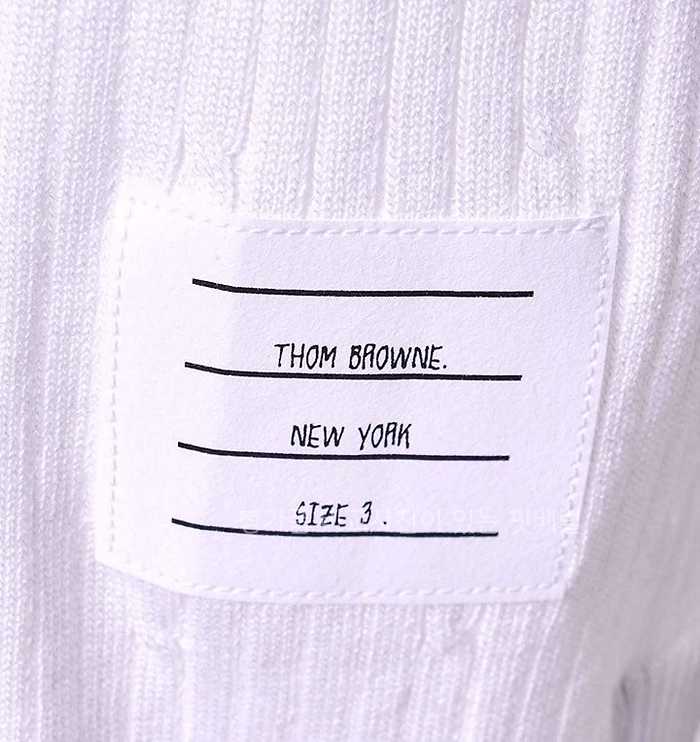 THOM BROWNE.
NEW YORK
SIZE 3.